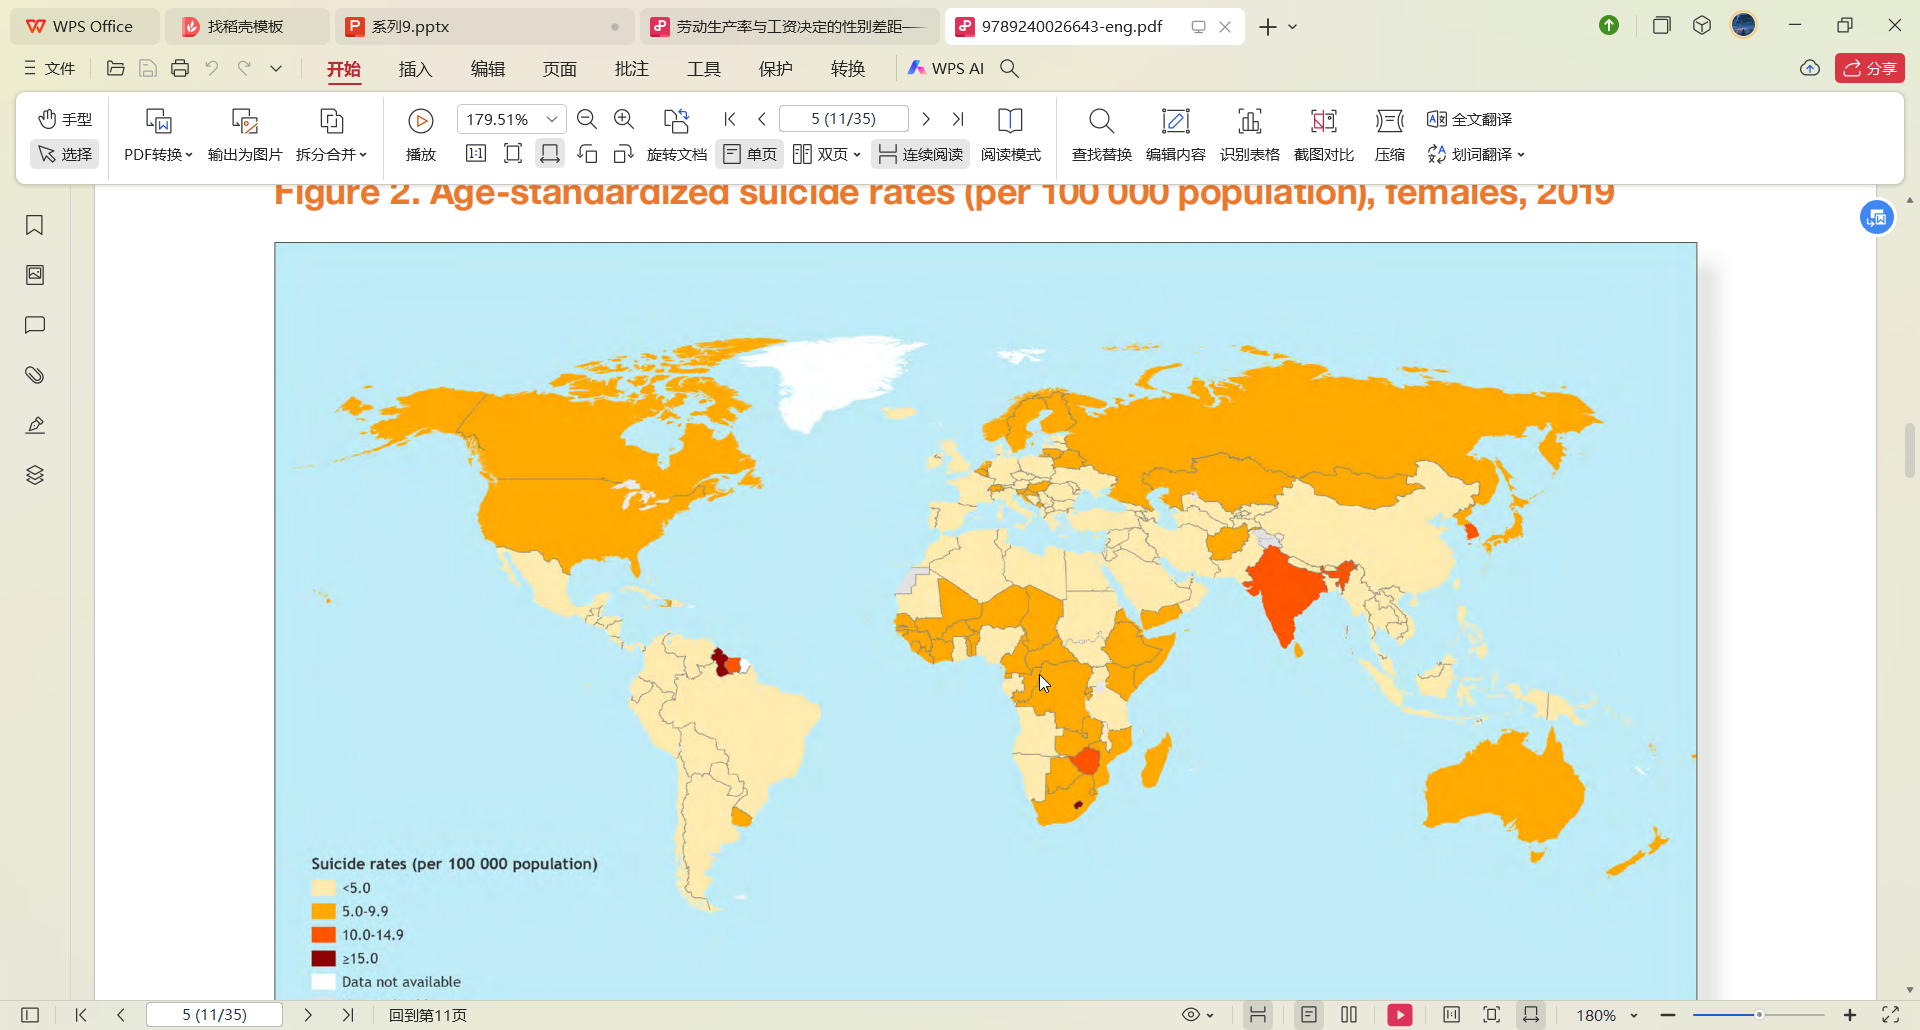 WPS Office
找稻壳模板
系列9.pptx
劳动生产率与工资决定的性别差距——
9789240026643-eng.pdf
文件
开始
插入
编辑
页面
批注
工具
保护
转换
WPS AI
分享
手型
选择
PDF转换
输出为图片
拆分合并
播放
179.51%
旋转文档
5 (11/35)
单页
双页
连续阅读
阅读模式
查找替换
编辑内容
识别表格
截图对比
压缩
全文翻译
划词翻译
Figure 2. Age-standardized suicide rates (per 100 000 population), females, 2019
Suicide rates (per 100 000 population)
<5.0
5.0-9.9
10.0-14.9
≥15.0
Data not available
5 (11/35)
回到第11页
180%